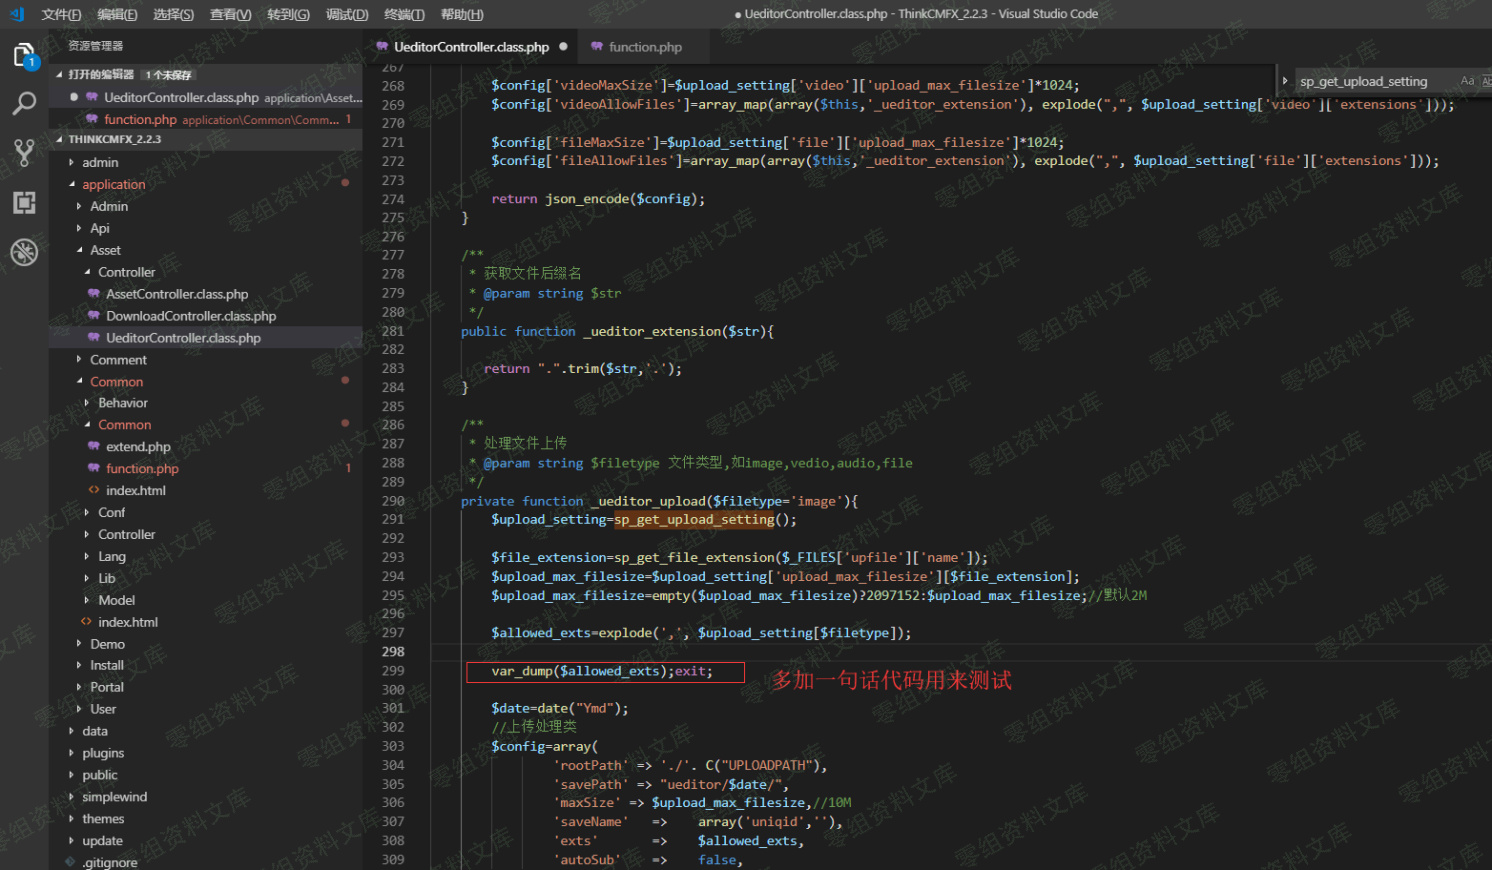 文件(F) 编辑(E) 选择(S) 查看(V) 转到(G) 调试(D) 终端(T) 帮助(H)
● UeditorController.class.php - ThinkCMFX_2.2.3 - Visual Studio Code
资源管理器
打开的编辑器 1 个未保存
UeditorController.class.php application\Asset...
function.php application\Common\Comm... 1
THINKCMFX_2.2.3
admin
application
Admin
Api
Asset
Controller
AssetController.class.php
DownloadController.class.php
UeditorController.class.php
Comment
Common
Behavior
Common
extend.php
function.php 1
index.html
Conf
Controller
Lang
Lib
Model
index.html
Demo
Install
Portal
User
data
plugins
public
simplewind
themes
update
.gitignore
UeditorController.class.php ●
function.php
sp_get_upload_setting Aa
267
268 $config['videoMaxSize']=$upload_setting['video']['upload_max_filesize']*1024;
269 $config['videoAllowFiles']=array_map(array($this,'_ueditor_extension'), explode(",", $upload_setting['video']['extensions']));
270
271 $config['fileMaxSize']=$upload_setting['file']['upload_max_filesize']*1024;
272 $config['fileAllowFiles']=array_map(array($this,'_ueditor_extension'), explode(",", $upload_setting['file']['extensions']));
273
274 return json_encode($config);
275 }
276
277 /**
278 * 获取文件后缀名
279 * @param string $str
280 */
281 public function _ueditor_extension($str){
282
283 return ".".trim($str,'.');
284 }
285
286 /**
287 * 处理文件上传
288 * @param string $filetype 文件类型,如image,vedio,audio,file
289 */
290 private function _ueditor_upload($filetype='image'){
291 $upload_setting=sp_get_upload_setting();
292
293 $file_extension=sp_get_file_extension($_FILES['upfile']['name']);
294 $upload_max_filesize=$upload_setting['upload_max_filesize'][$file_extension];
295 $upload_max_filesize=empty($upload_max_filesize)?2097152:$upload_max_filesize;//默认2M
296
297 $allowed_exts=explode(',', $upload_setting[$filetype]);
298
299 var_dump($allowed_exts);exit; 多加一句话代码用来测试
300
301 $date=date("Ymd");
302 //上传处理类
303 $config=array(
304 'rootPath' => './'. C("UPLOADPATH"),
305 'savePath' => "ueditor/$date/",
306 'maxSize' => $upload_max_filesize,//10M
307 'saveName' => array('uniqid',''),
308 'exts' => $allowed_exts,
309 'autoSub' => false,
零组资料文库